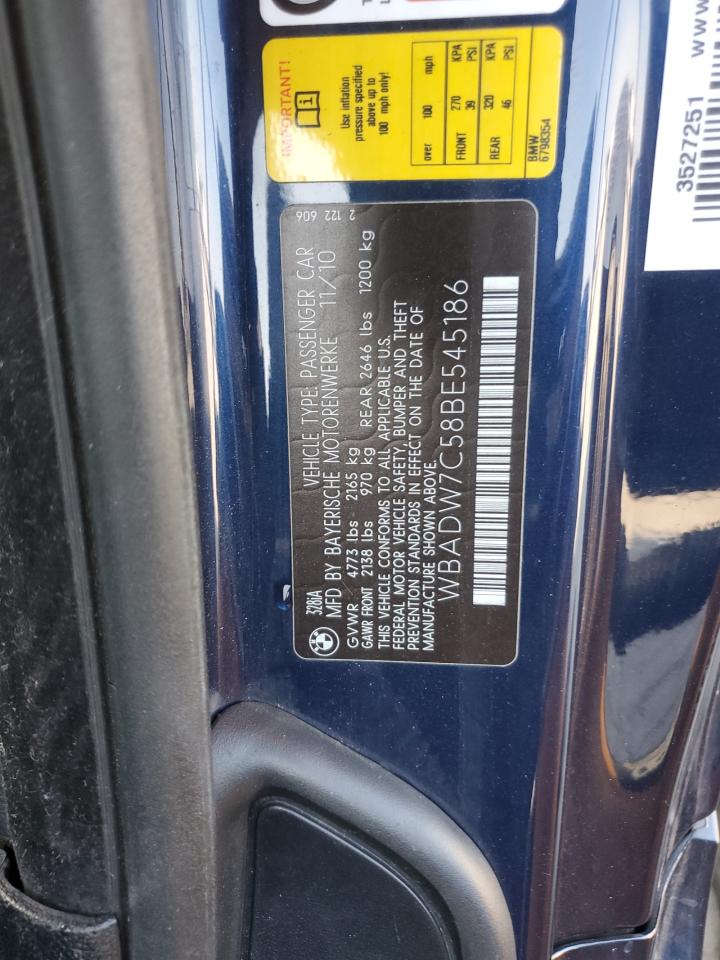 IMPORTANT!
Use inflation
pressure specified
above up to
100 mph only!
over 100 mph
KPA PSI
FRONT 270 39
KPA PSI
REAR 320 46
BMW
6798354
3527251 www
2 122 606
328iA
VEHICLE TYPE: PASSENGER CAR
MFD BY BAYERISCHE MOTORENWERKE 11/10
GVWR 4773 lbs 2165 kg
GAWR FRONT 2138 lbs 970 kg REAR 2646 lbs 1200 kg
THIS VEHICLE CONFORMS TO ALL APPLICABLE U.S.
FEDERAL MOTOR VEHICLE SAFETY, BUMPER AND THEFT
PREVENTION STANDARDS IN EFFECT ON THE DATE OF
MANUFACTURE SHOWN ABOVE.
WBADW7C58BE545186